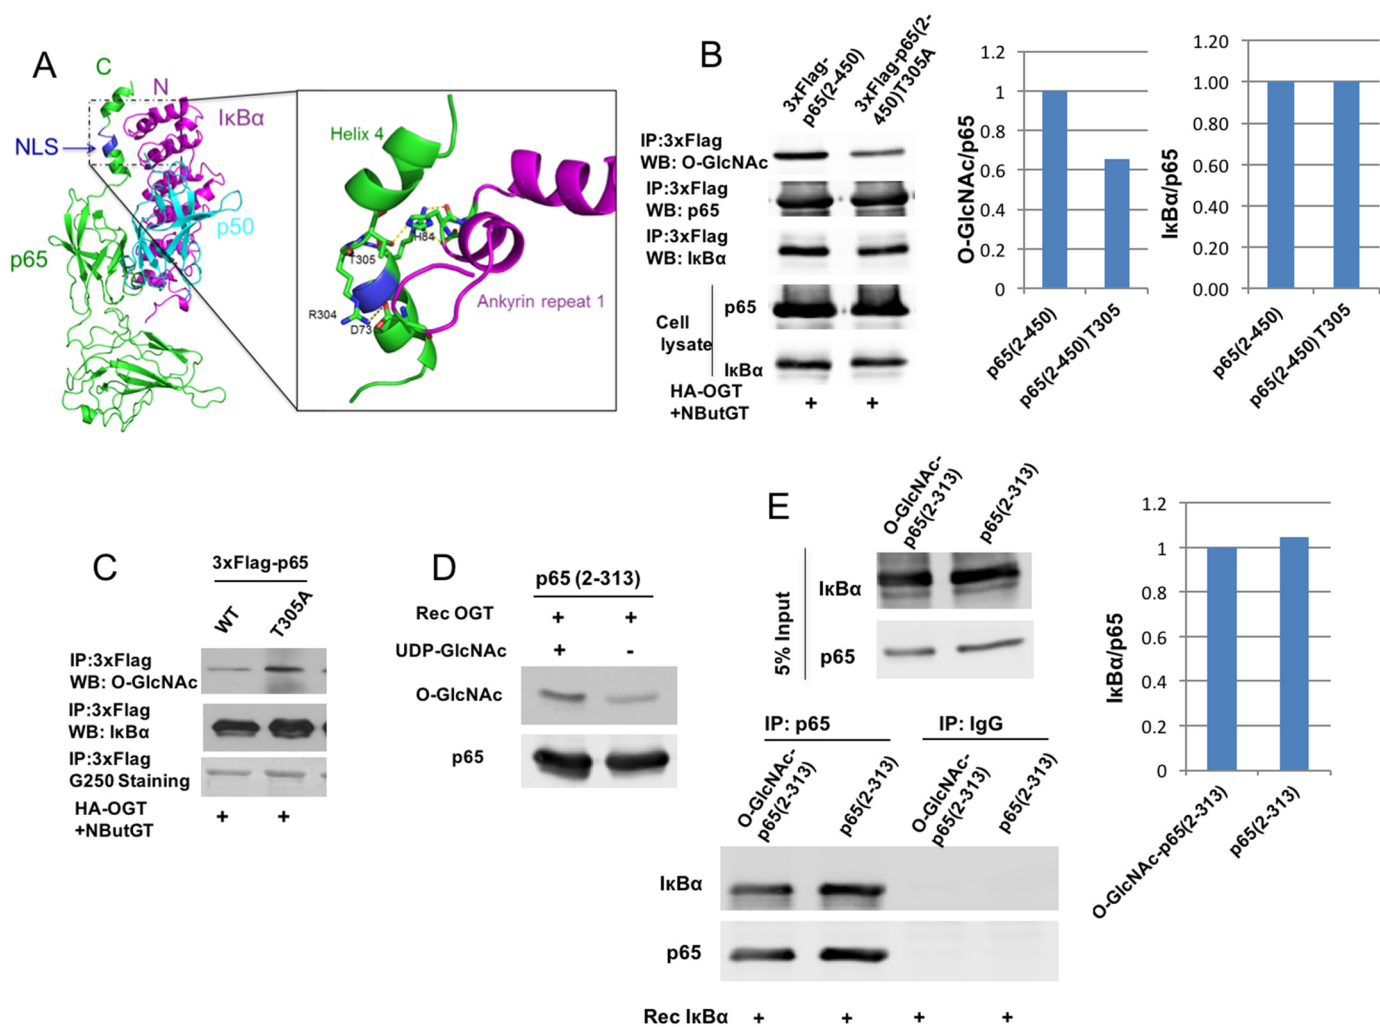 A
C
N
IκBα
NLS
p50
p65
Helix 4
H84
T305
R304
D73
Ankyrin repeat 1
B
3xFlag-
p65(2-450)
3xFlag-p65(2-
450)T305A
IP:3xFlag
WB: O-GlcNAc
IP:3xFlag
WB: p65
IP:3xFlag
WB: IκBα
Cell
lysate
p65
IκBα
HA-OGT
+NButGT
+ +
O-GlcNAc/p65
1.2
1
0.8
0.6
0.4
0.2
0
p65(2-450)
p65(2-450)T305
IκBα/p65
1.20
1.00
0.80
0.60
0.40
0.20
0.00
p65(2-450)
p65(2-450)T305
C
3xFlag-p65
WT
T305A
IP:3xFlag
WB: O-GlcNAc
IP:3xFlag
WB: IκBα
IP:3xFlag
G250 Staining
HA-OGT
+NButGT
+ +
D
p65 (2-313)
Rec OGT + +
UDP-GlcNAc + -
O-GlcNAc
p65
E
O-GlcNAc-
p65(2-313)
p65(2-313)
5% Input
IκBα
p65
IP: p65
IP: IgG
O-GlcNAc-
p65(2-313)
p65(2-313)
O-GlcNAc-
p65(2-313)
p65(2-313)
IκBα
p65
Rec IκBα + + + +
IκBα/p65
1.2
1
0.8
0.6
0.4
0.2
0
O-GlcNAc-p65(2-313)
p65(2-313)